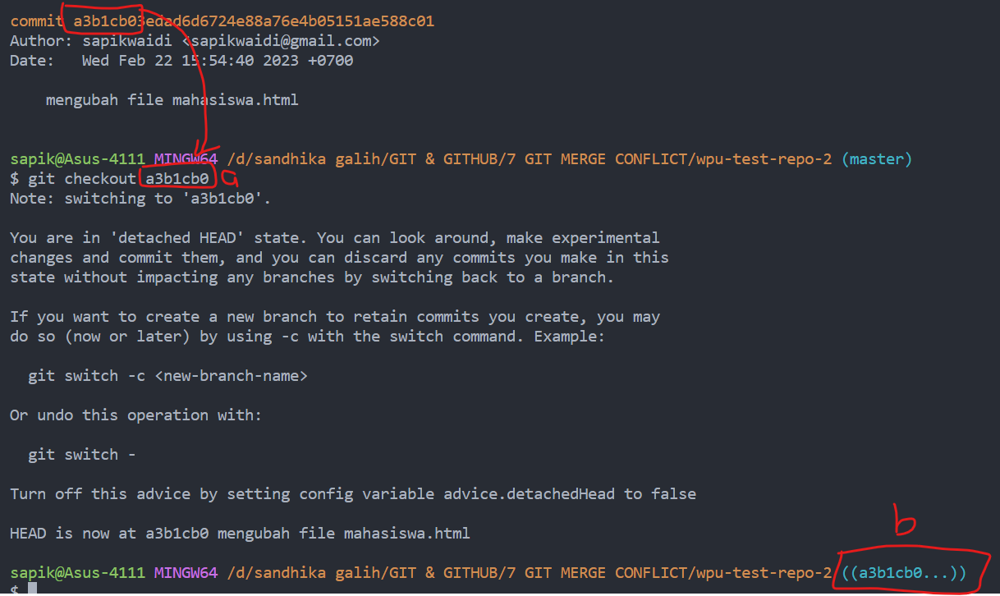 commit a3b1cb03edad6d6724e88a76e4b05151ae588c01
Author: sapikwaidi <sapikwaidi@gmail.com>
Date:   Wed Feb 22 15:54:40 2023 +0700
    mengubah file mahasiswa.html
sapik@Asus-4111 MINGW64 /d/sandhika galih/GIT & GITHUB/7 GIT MERGE CONFLICT/wpu-test-repo-2 (master)
$ git checkout a3b1cb0 a
Note: switching to 'a3b1cb0'.
You are in 'detached HEAD' state. You can look around, make experimental
changes and commit them, and you can discard any commits you make in this
state without impacting any branches by switching back to a branch.
If you want to create a new branch to retain commits you create, you may
do so (now or later) by using -c with the switch command. Example:
  git switch -c <new-branch-name>
Or undo this operation with:
  git switch -
Turn off this advice by setting config variable advice.detachedHead to false
HEAD is now at a3b1cb0 mengubah file mahasiswa.html
b
sapik@Asus-4111 MINGW64 /d/sandhika galih/GIT & GITHUB/7 GIT MERGE CONFLICT/wpu-test-repo-2 ((a3b1cb0...))
$